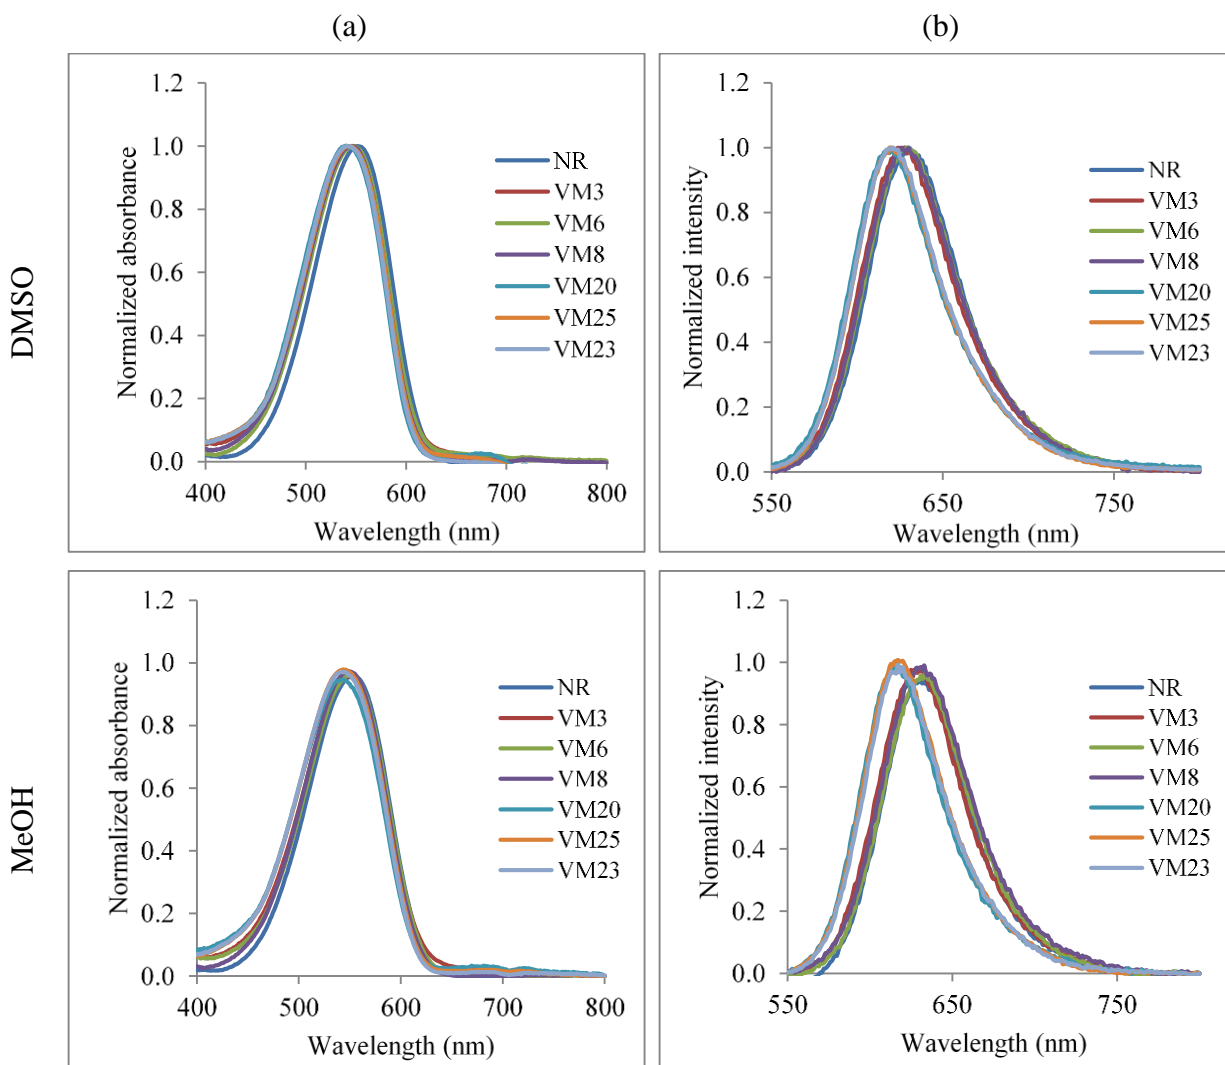 (a)
(b)
DMSO
Normalized absorbance
1.2
1.0
0.8
0.6
0.4
0.2
0.0
400
500
600
700
800
Wavelength (nm)
NR
VM3
VM6
VM8
VM20
VM25
VM23
Normalized intensity
1.2
1.0
0.8
0.6
0.4
0.2
0.0
550
650
750
Wavelength (nm)
NR
VM3
VM6
VM8
VM20
VM25
VM23
MeOH
Normalized absorbance
1.2
1.0
0.8
0.6
0.4
0.2
0.0
400
500
600
700
800
Wavelength (nm)
NR
VM3
VM6
VM8
VM20
VM25
VM23
Normalized intensity
1.2
1.0
0.8
0.6
0.4
0.2
0.0
550
650
750
Wavelength (nm)
NR
VM3
VM6
VM8
VM20
VM25
VM23